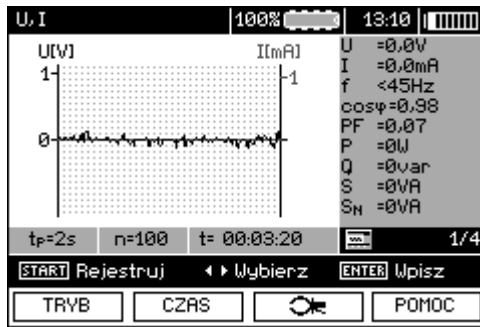 U,I 100% 13:10
U[V] I[mA]
1 1
0
U =0,0V
I =0,0mA
f <45Hz
cosφ=0,98
PF =0,07
P =0W
Q =0var
S =0VA
SN =0VA
tP=2s n=100 t= 00:03:20 1/4
START Rejestruj Wybierz ENTER Wpisz
TRYB CZAS POMOC